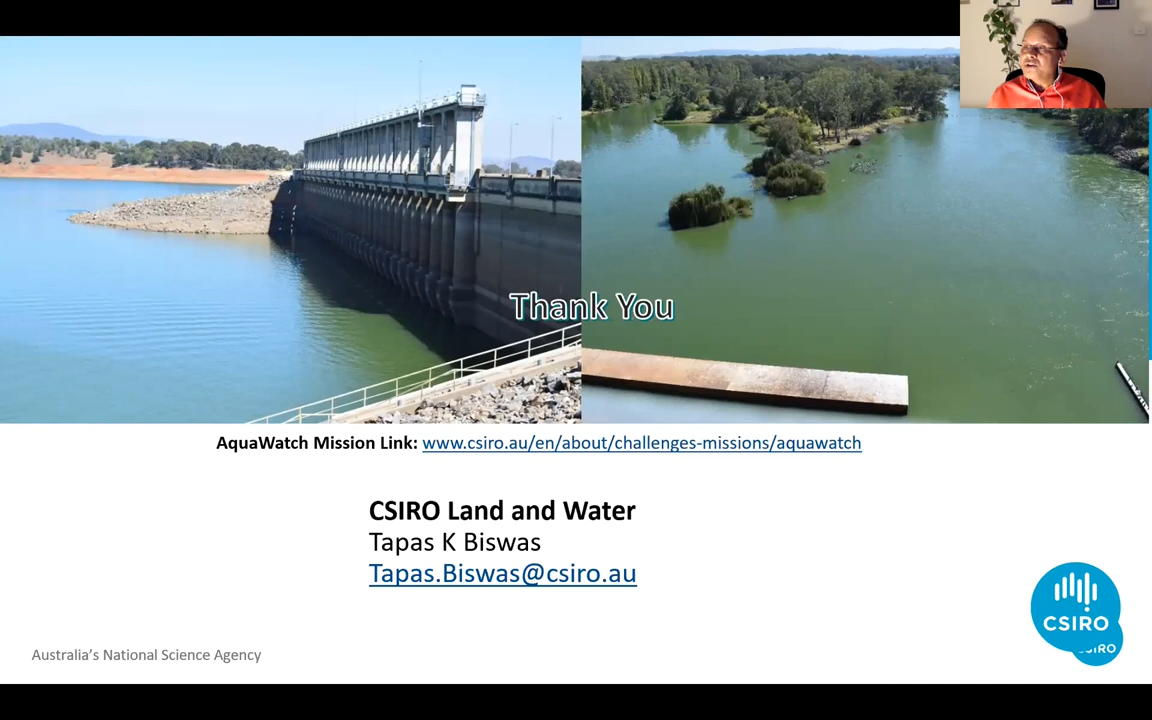 Thank You
AquaWatch Mission Link: www.csiro.au/en/about/challenges-missions/aquawatch
CSIRO Land and Water
Tapas K Biswas
Tapas.Biswas@csiro.au
CSIRO
CSIRO
Australia's National Science Agency